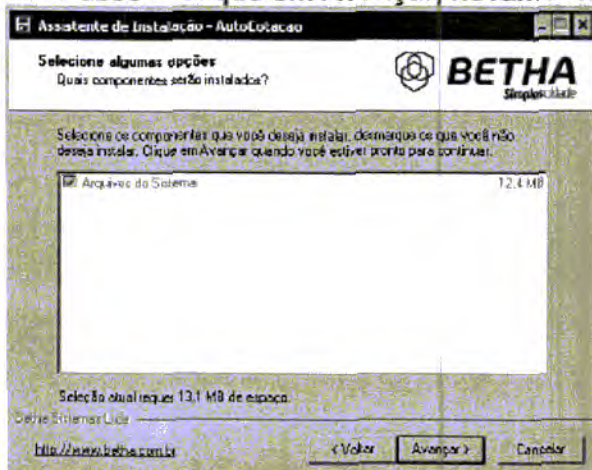 Assistente de Instalação - AutoCotacao
Selecione algumas opções
Quais componentes serão instalados?
BETHA
Simplicidade
Selecione os componentes que você deseja instalar, desmarque os que você não
deseja instalar. Clique em Avançar quando você estiver pronto para continuar.
Arquivos do Sistema 12,4 MB
Seleção atual requer 13,1 MB de espaço.
Betha Sistemas Ltda
http://www.betha.com.br
< Voltar Avançar > Cancelar